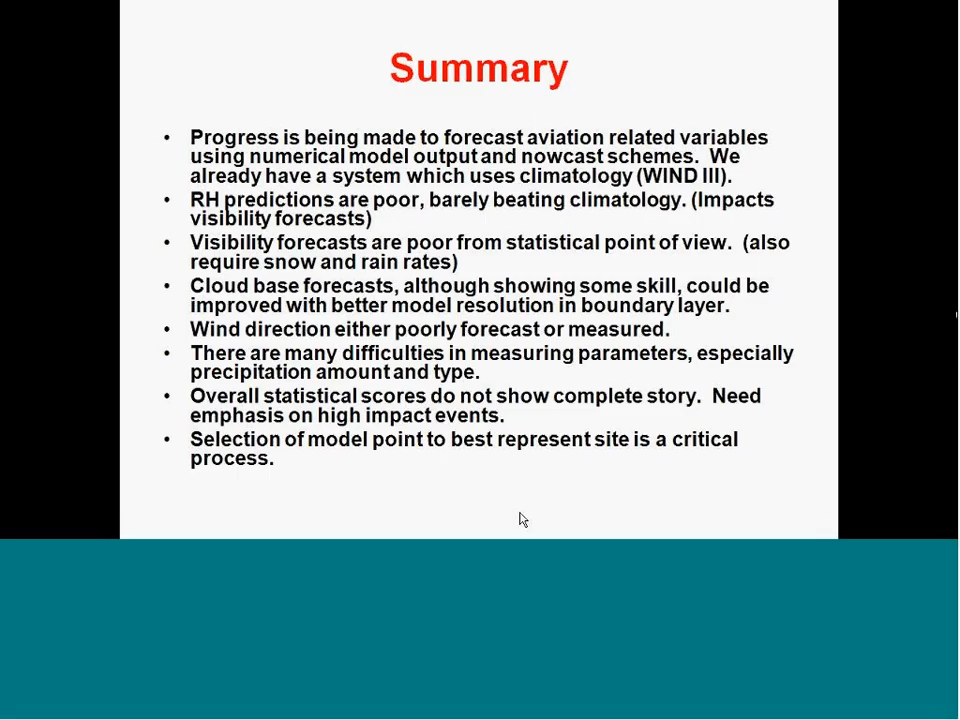 Summary
• Progress is being made to forecast aviation related variables
using numerical model output and nowcast schemes.  We
already have a system which uses climatology (WIND III).
• RH predictions are poor, barely beating climatology. (Impacts
visibility forecasts)
• Visibility forecasts are poor from statistical point of view.  (also
require snow and rain rates)
• Cloud base forecasts, although showing some skill, could be
improved with better model resolution in boundary layer.
• Wind direction either poorly forecast or measured.
• There are many difficulties in measuring parameters, especially
precipitation amount and type.
• Overall statistical scores do not show complete story.  Need
emphasis on high impact events.
• Selection of model point to best represent site is a critical
process.